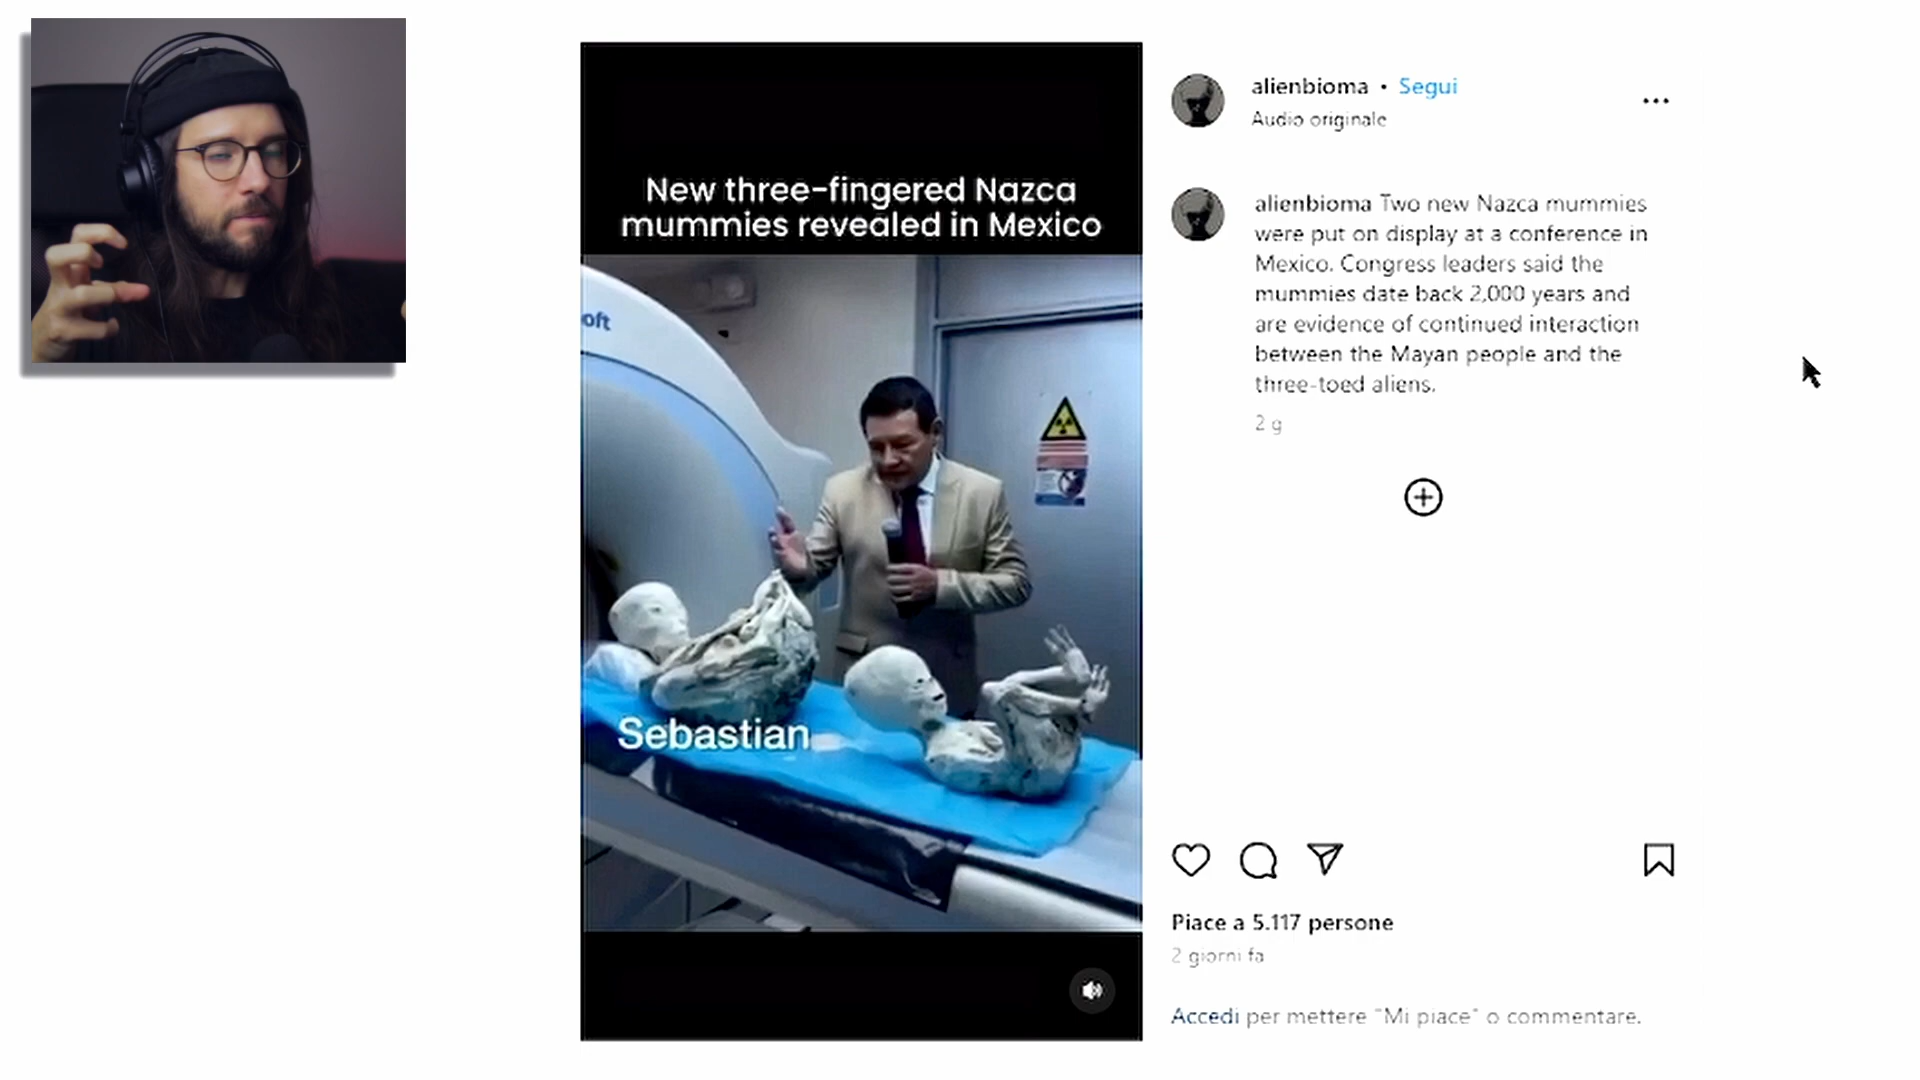 New three-fingered Nazca
mummies revealed in Mexico
oft
Sebastian
alienbioma • Segui
Audio originale
alienbioma Two new Nazca mummies
were put on display at a conference in
Mexico. Congress leaders said the
mummies date back 2,000 years and
are evidence of continued interaction
between the Mayan people and the
three-toed aliens.
2 g
Piace a 5.117 persone
2 giorni fa
Accedi per mettere "Mi piace" o commentare.